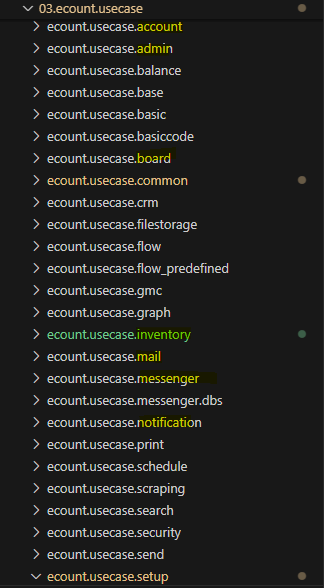 03.ecount.usecase
ecount.usecase.account
ecount.usecase.admin
ecount.usecase.balance
ecount.usecase.base
ecount.usecase.basic
ecount.usecase.basiccode
ecount.usecase.board
ecount.usecase.common
ecount.usecase.crm
ecount.usecase.filestorage
ecount.usecase.flow
ecount.usecase.flow_predefined
ecount.usecase.gmc
ecount.usecase.graph
ecount.usecase.inventory
ecount.usecase.mail
ecount.usecase.messenger
ecount.usecase.messenger.dbs
ecount.usecase.notification
ecount.usecase.print
ecount.usecase.schedule
ecount.usecase.scraping
ecount.usecase.search
ecount.usecase.security
ecount.usecase.send
ecount.usecase.setup